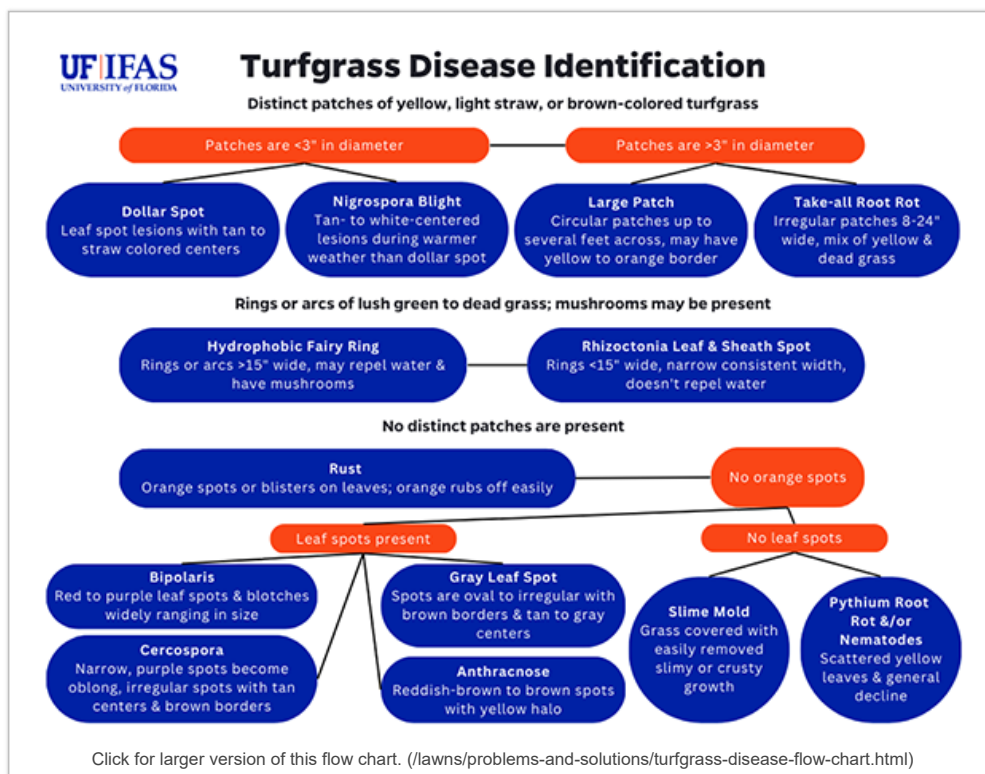 UF|IFAS
UNIVERSITY of FLORIDA
Turfgrass Disease Identification
Distinct patches of yellow, light straw, or brown-colored turfgrass
Patches are <3" in diameter
Patches are >3" in diameter
Dollar Spot
Leaf spot lesions with tan to
straw colored centers
Nigrospora Blight
Tan- to white-centered
lesions during warmer
weather than dollar spot
Large Patch
Circular patches up to
several feet across, may have
yellow to orange border
Take-all Root Rot
Irregular patches 8-24"
wide, mix of yellow &
dead grass
Rings or arcs of lush green to dead grass; mushrooms may be present
Hydrophobic Fairy Ring
Rings or arcs >15" wide, may repel water &
have mushrooms
Rhizoctonia Leaf & Sheath Spot
Rings <15" wide, narrow consistent width,
doesn't repel water
No distinct patches are present
Rust
Orange spots or blisters on leaves; orange rubs off easily
No orange spots
Leaf spots present
No leaf spots
Bipolaris
Red to purple leaf spots & blotches
widely ranging in size
Gray Leaf Spot
Spots are oval to irregular with
brown borders & tan to gray
centers
Cercospora
Narrow, purple spots become
oblong, irregular spots with tan
centers & brown borders
Anthracnose
Reddish-brown to brown spots
with yellow halo
Slime Mold
Grass covered with
easily removed
slimy or crusty
growth
Pythium Root
Rot &/or
Nematodes
Scattered yellow
leaves & general
decline
Click for larger version of this flow chart. (/lawns/problems-and-solutions/turfgrass-disease-flow-chart.html)